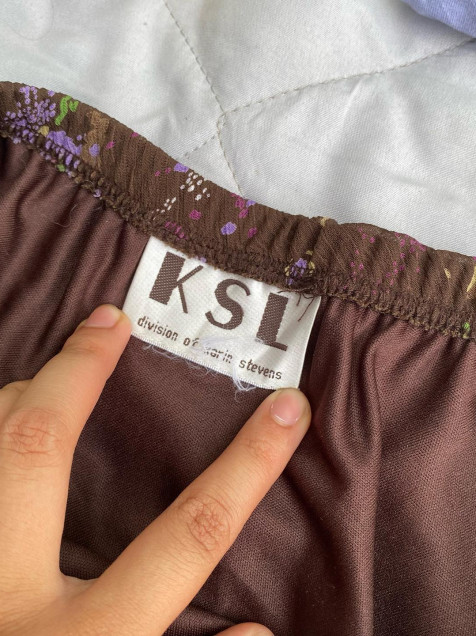 KSL
division of karin stevens